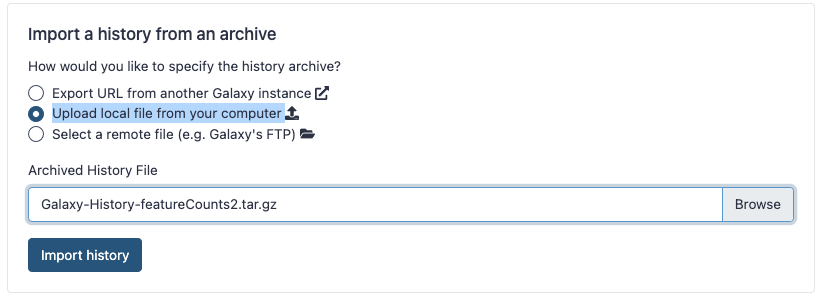 Import a history from an archive
How would you like to specify the history archive?
Export URL from another Galaxy instance
Upload local file from your computer
Select a remote file (e.g. Galaxy's FTP)
Archived History File
Galaxy-History-featureCounts2.tar.gz Browse
Import history